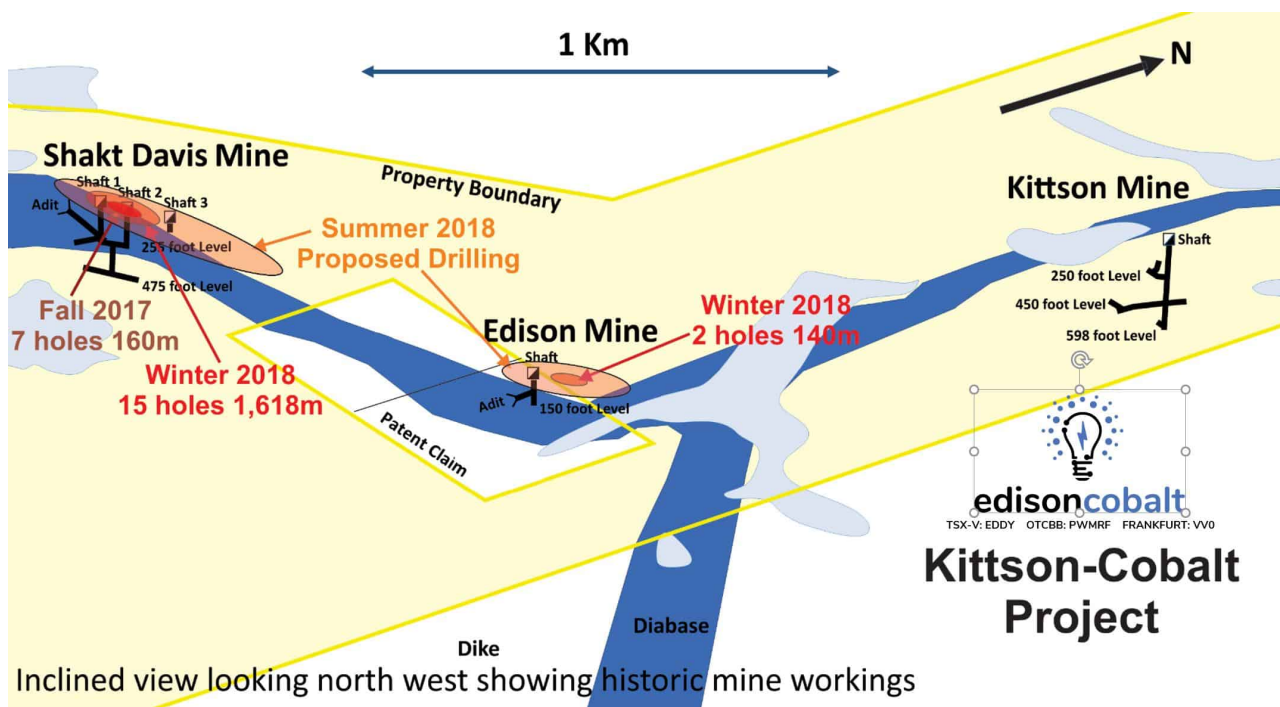 1 Km
N
Shakt Davis Mine
Shaft 1
Shaft 2
Shaft 3
Adit
255 foot Level
475 foot Level
Fall 2017
7 holes 160m
Winter 2018
15 holes 1,618m
Property Boundary
Summer 2018
Proposed Drilling
Edison Mine
Shaft
Adit
150 foot Level
Patent Claim
Winter 2018
2 holes 140m
Kittson Mine
Shaft
250 foot Level
450 foot Level
598 foot Level
edisoncobalt
TSX-V: EDDY OTCBB: PWMRF FRANKFURT: VV0
Kittson-Cobalt
Project
Diabase
Dike
Inclined view looking north west showing historic mine workings